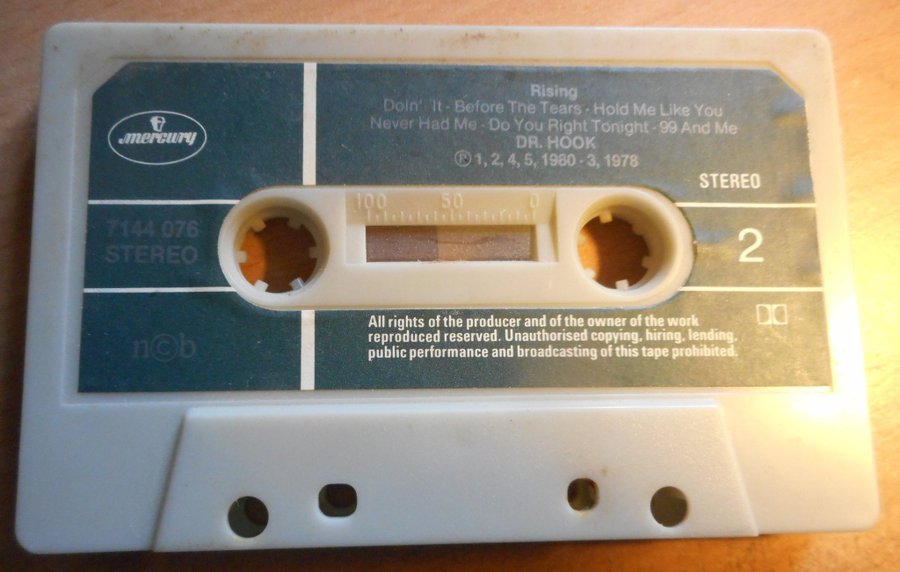 Rising
Doin' It - Before The Tears - Hold Me Like You
Never Had Me - Do You Right Tonight - 99 And Me
DR. HOOK
Ⓟ 1, 2, 4, 5, 1980 - 3, 1978
mercury
STEREO
7144 076
STEREO
100 50 0
2
n©b
All rights of the producer and of the owner of the work
reproduced reserved. Unauthorised copying, hiring, lending,
public performance and broadcasting of this tape prohibited.